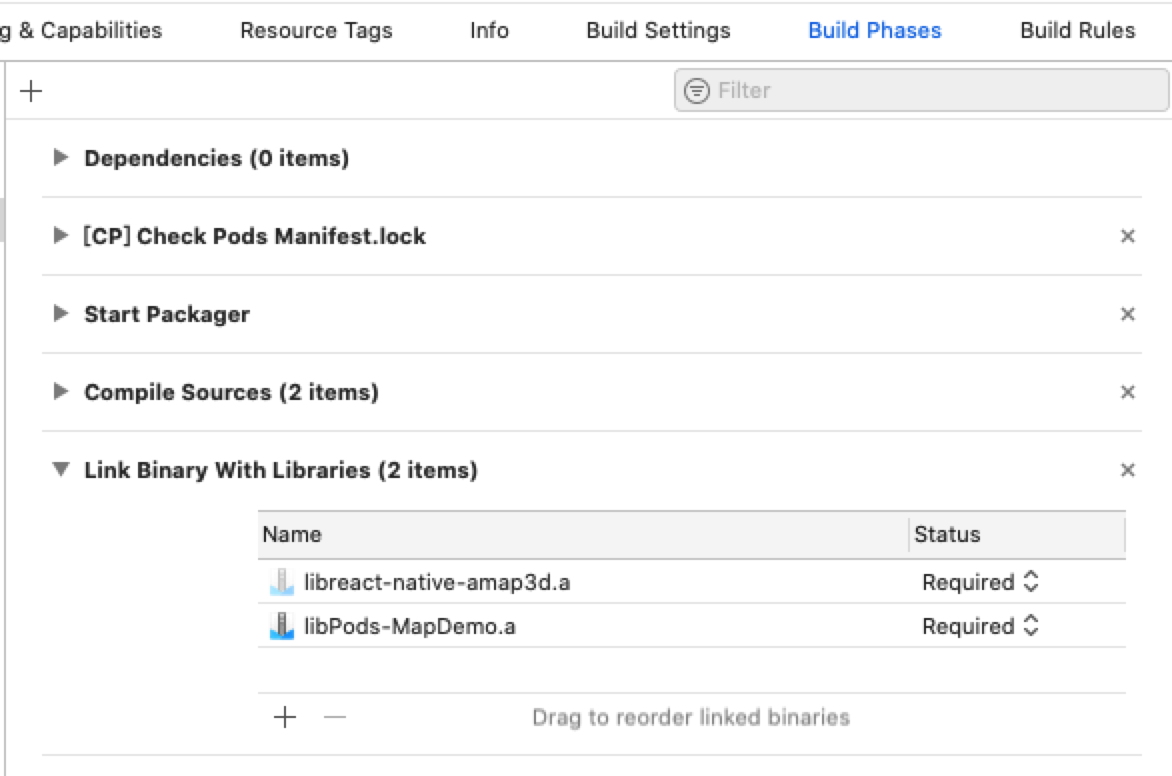 g & Capabilities Resource Tags Info Build Settings Build Phases Build Rules
Filter
Dependencies (0 items)
[CP] Check Pods Manifest.lock
Start Packager
Compile Sources (2 items)
Link Binary With Libraries (2 items)
Name Status
libreact-native-amap3d.a Required
libPods-MapDemo.a Required
Drag to reorder linked binaries